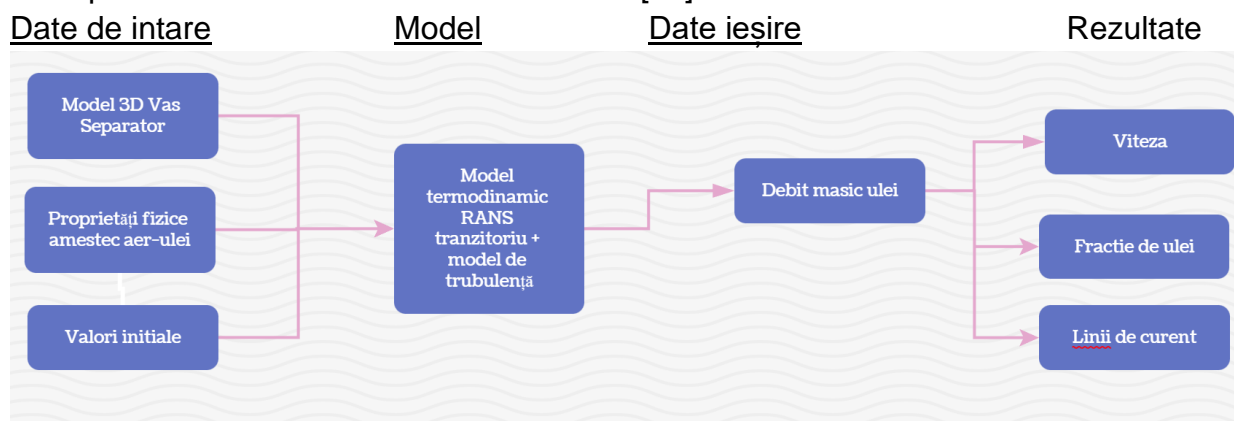 Date de intare Model Date ieșire Rezultate
Model 3D Vas
Separator
Proprietăți fizice
amestec aer-ulei
Valori initiale
Model
termodinamic
RANS
tranzitoriu +
model de
trubulență
Debit masic ulei
Viteza
Fractie de ulei
Linii de curent